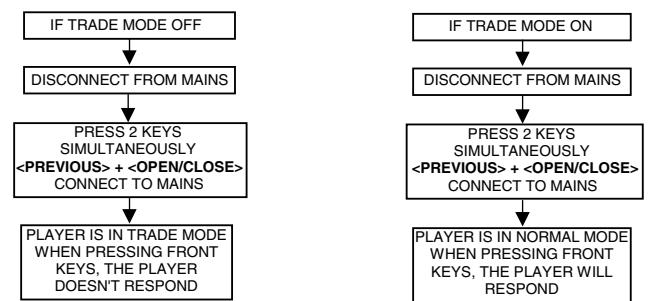 IF TRADE MODE OFF
DISCONNECT FROM MAINS
PRESS 2 KEYS
SIMULTANEOUSLY
<PREVIOUS> + <OPEN/CLOSE>
CONNECT TO MAINS
PLAYER IS IN TRADE MODE
WHEN PRESSING FRONT
KEYS, THE PLAYER
DOESN'T RESPOND
IF TRADE MODE ON
DISCONNECT FROM MAINS
PRESS 2 KEYS
SIMULTANEOUSLY
<PREVIOUS> + <OPEN/CLOSE>
CONNECT TO MAINS
PLAYER IS IN NORMAL MODE
WHEN PRESSING FRONT
KEYS, THE PLAYER WILL
RESPOND